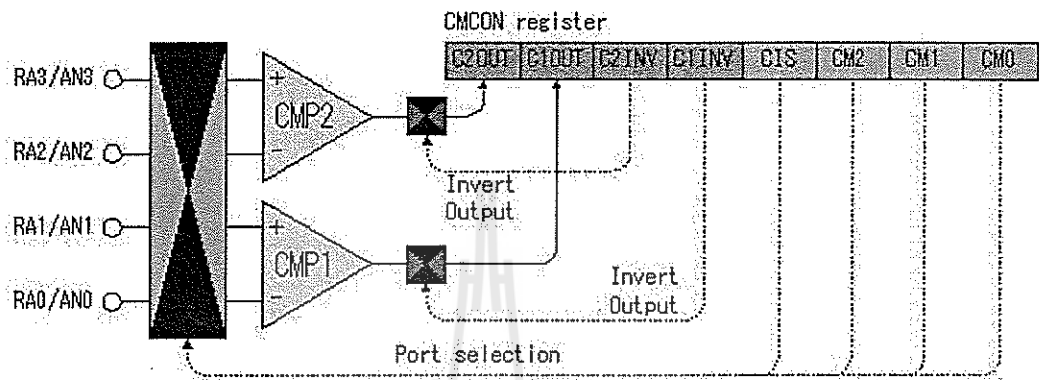 CMCON register
C2OUT C1OUT C2INV C1INV CIS CM2 CM1 CM0
RA3/AN3
+
CMP2
RA2/AN2
-
Invert
Output
RA1/AN1
+
CMP1
RA0/AN0
-
Invert
Output
Port selection